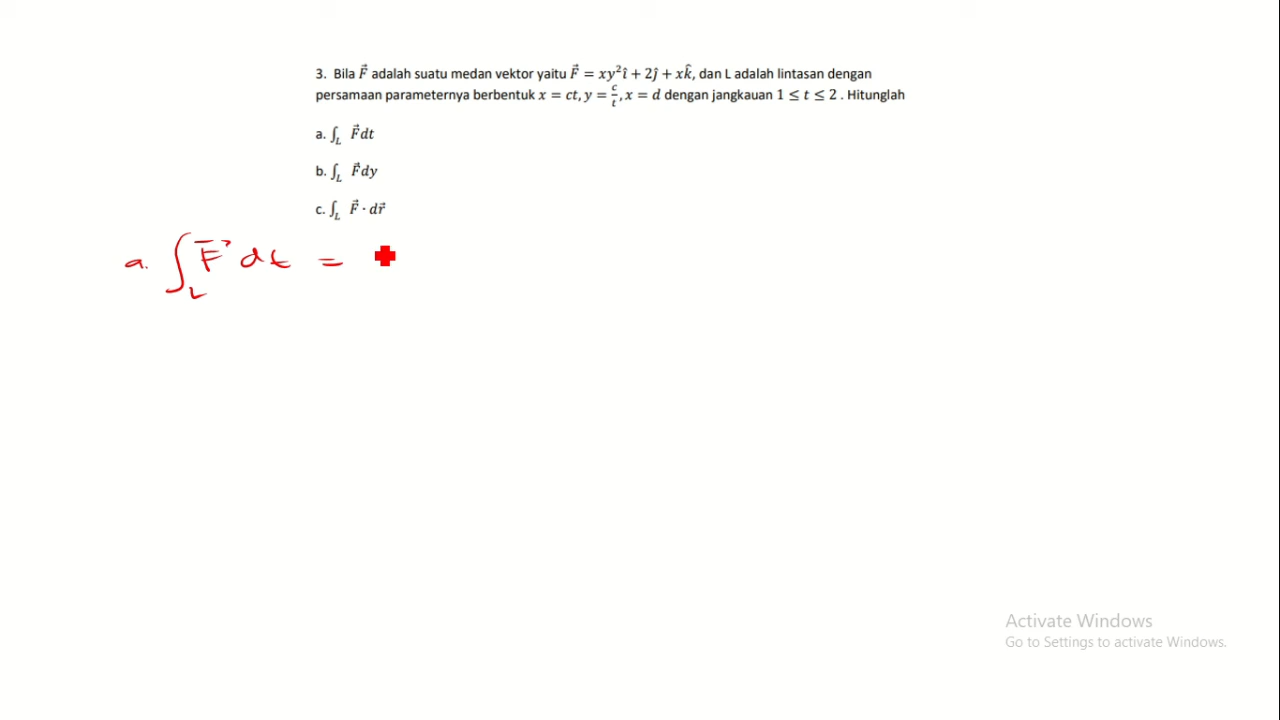 3. Bila F⃗ adalah suatu medan vektor yaitu F⃗ = xy²î + 2ĵ + xk̂, dan L adalah lintasan dengan
persamaan parameternya berbentuk x = ct, y = c/t, x = d dengan jangkauan 1 ≤ t ≤ 2 . Hitunglah
a. ∫_L F⃗dt
b. ∫_L F⃗dy
c. ∫_L F⃗ · dr⃗
a. ∫_L F⃗ dt =
Activate Windows
Go to Settings to activate Windows.